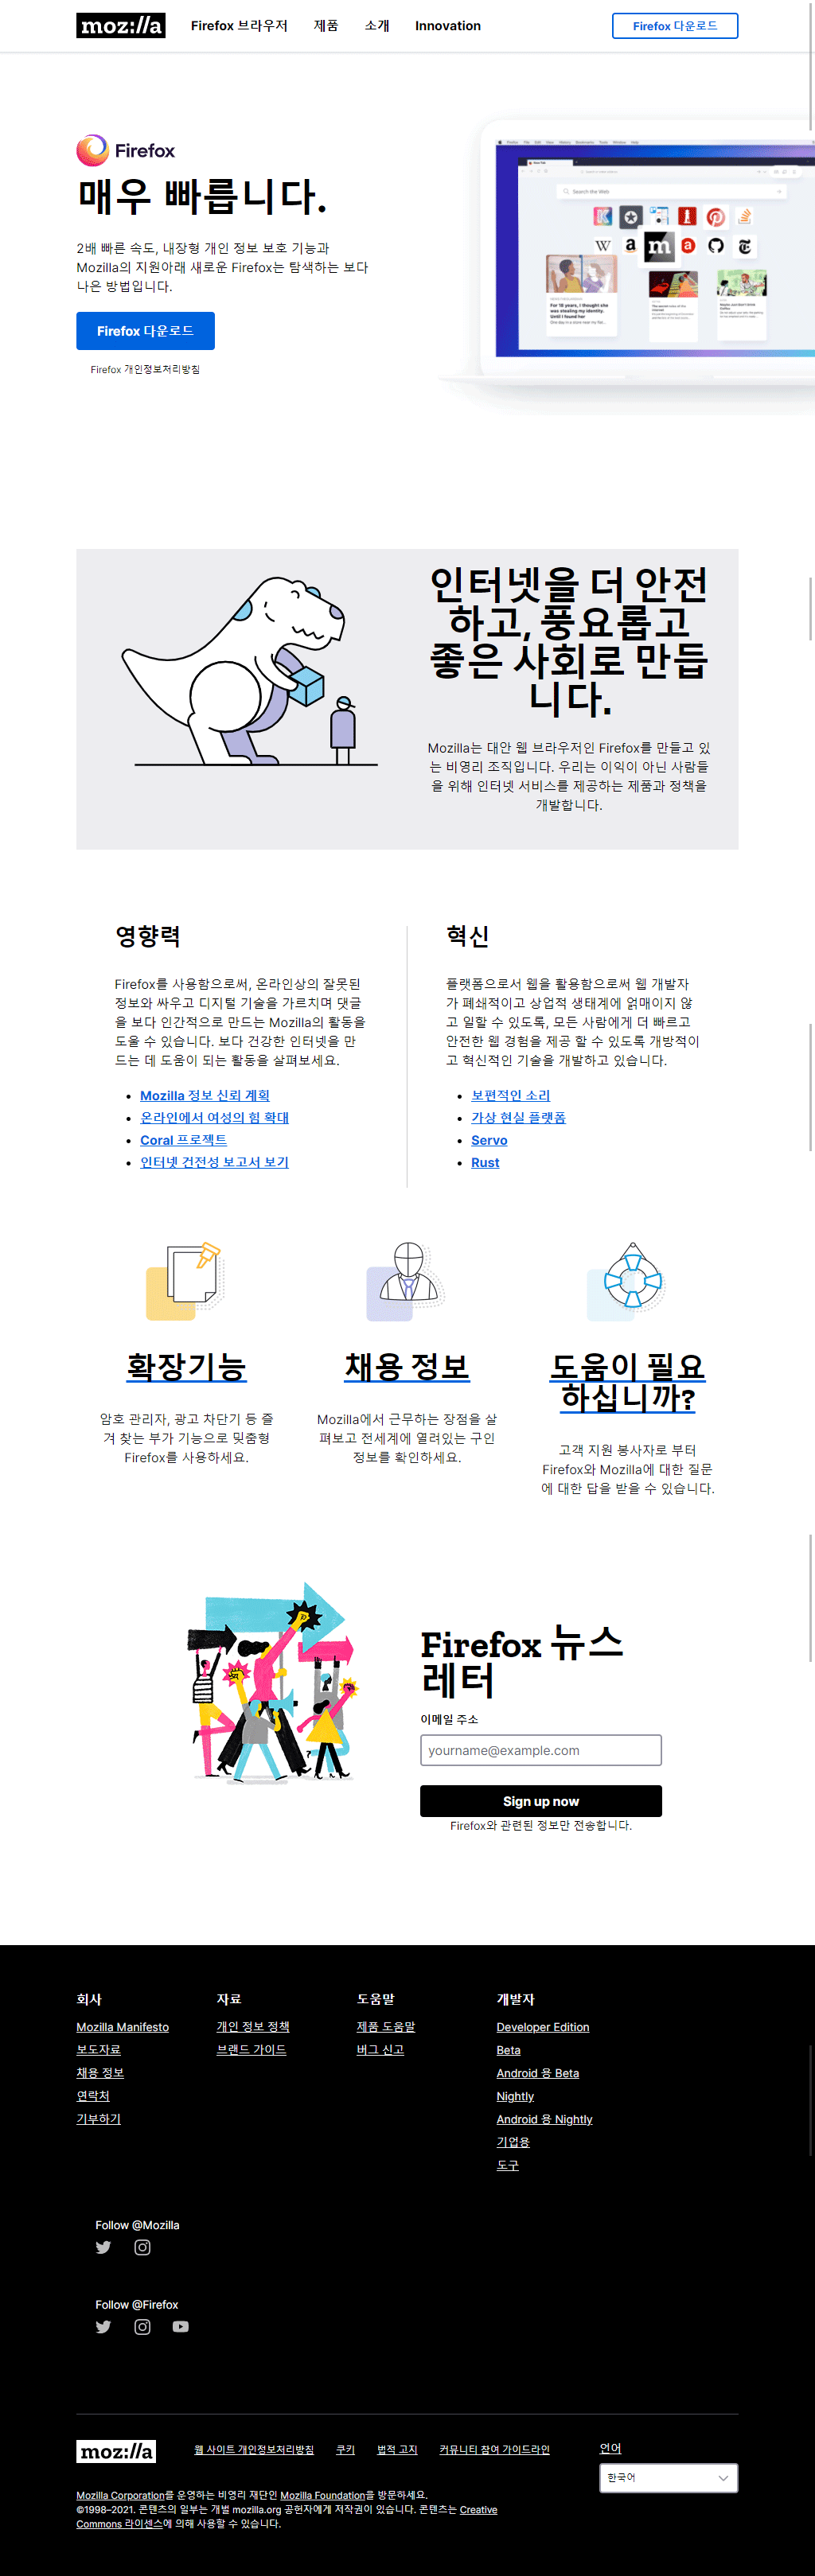 moz://a
Firefox 브라우저
제품
소개
Innovation
Firefox 다운로드
Firefox
매우 빠릅니다.
2배 빠른 속도, 내장형 개인 정보 보호 기능과
Mozilla의 지원아래 새로운 Firefox는 탐색하는 보다
나은 방법입니다.
Firefox 다운로드
Firefox 개인정보처리방침
Search the Web
For 15 years, I thought she
was stealing my identity.
Until I found her
인터넷을 더 안전
하고, 풍요롭고
좋은 사회로 만듭
니다.
Mozilla는 대안 웹 브라우저인 Firefox를 만들고 있
는 비영리 조직입니다. 우리는 이익이 아닌 사람들
을 위해 인터넷 서비스를 제공하는 제품과 정책을
개발합니다.
영향력
Firefox를 사용함으로써, 온라인상의 잘못된
정보와 싸우고 디지털 기술을 가르치며 댓글
을 보다 인간적으로 만드는 Mozilla의 활동을
도울 수 있습니다. 보다 건강한 인터넷을 만
드는 데 도움이 되는 활동을 살펴보세요.
Mozilla 정보 신뢰 계획
온라인에서 여성의 힘 확대
Coral 프로젝트
인터넷 건전성 보고서 보기
혁신
플랫폼으로서 웹을 활용함으로써 웹 개발자
가 폐쇄적이고 상업적 생태계에 얽매이지 않
고 일할 수 있도록, 모든 사람에게 더 빠르고
안전한 웹 경험을 제공 할 수 있도록 개방적이
고 혁신적인 기술을 개발하고 있습니다.
보편적인 소리
가상 현실 플랫폼
Servo
Rust
확장기능
암호 관리자, 광고 차단기 등 즐
겨 찾는 부가 기능으로 맞춤형
Firefox를 사용하세요.
채용 정보
Mozilla에서 근무하는 장점을 살
펴보고 전세계에 열려있는 구인
정보를 확인하세요.
도움이 필요
하십니까?
고객 지원 봉사자로 부터
Firefox와 Mozilla에 대한 질문
에 대한 답을 받을 수 있습니다.
Firefox 뉴스
레터
이메일 주소
yourname@example.com
Sign up now
Firefox와 관련된 정보만 전송합니다.
회사
Mozilla Manifesto
보도자료
채용 정보
연락처
기부하기
자료
개인 정보 정책
브랜드 가이드
도움말
제품 도움말
버그 신고
개발자
Developer Edition
Beta
Android 용 Beta
Nightly
Android 용 Nightly
기업용
도구
Follow @Mozilla
Follow @Firefox
moz://a
웹 사이트 개인정보처리방침
쿠키
법적 고지
커뮤니티 참여 가이드라인
언어
한국어
Mozilla Corporation를 운영하는 비영리 재단인 Mozilla Foundation을 방문하세요.
©1998–2021. 콘텐츠의 일부는 개별 mozilla.org 공헌자에게 저작권이 있습니다. 콘텐츠는 Creative
Commons 라이센스에 의해 사용할 수 있습니다.